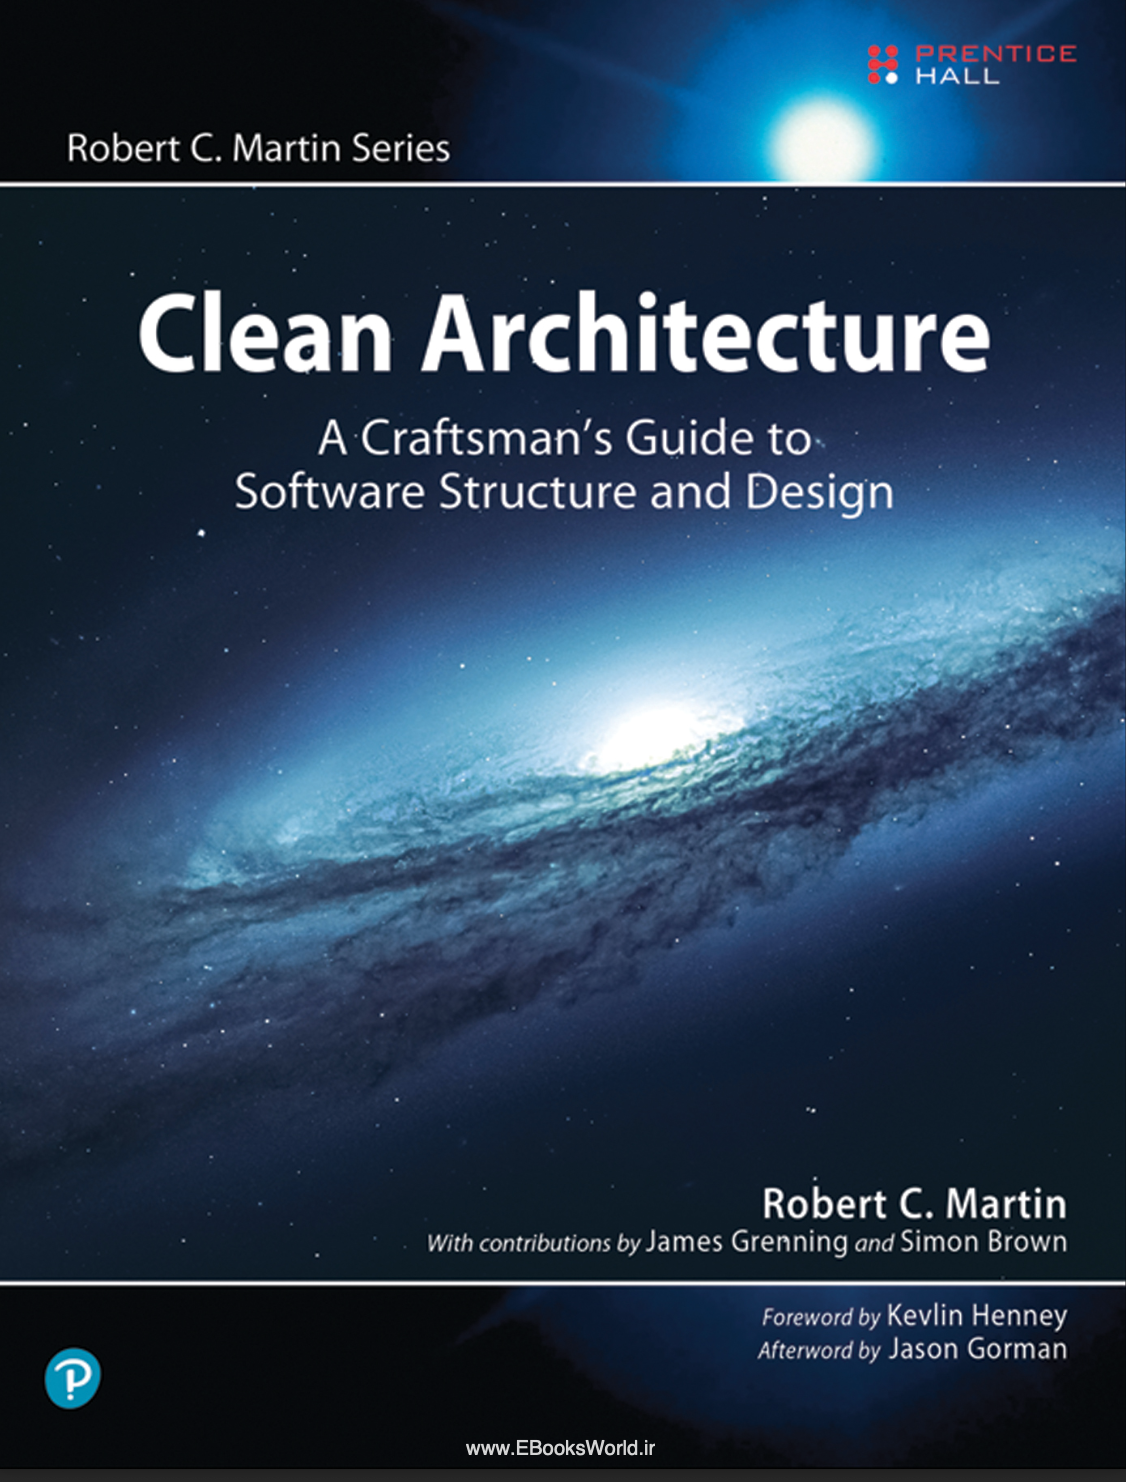 PRENTICE
HALL
Robert C. Martin Series
Clean Architecture
A Craftsman’s Guide to
Software Structure and Design
Robert C. Martin
With contributions by James Grenning and Simon Brown
Foreword by Kevlin Henney
Afterword by Jason Gorman
P
www.EBooksWorld.ir